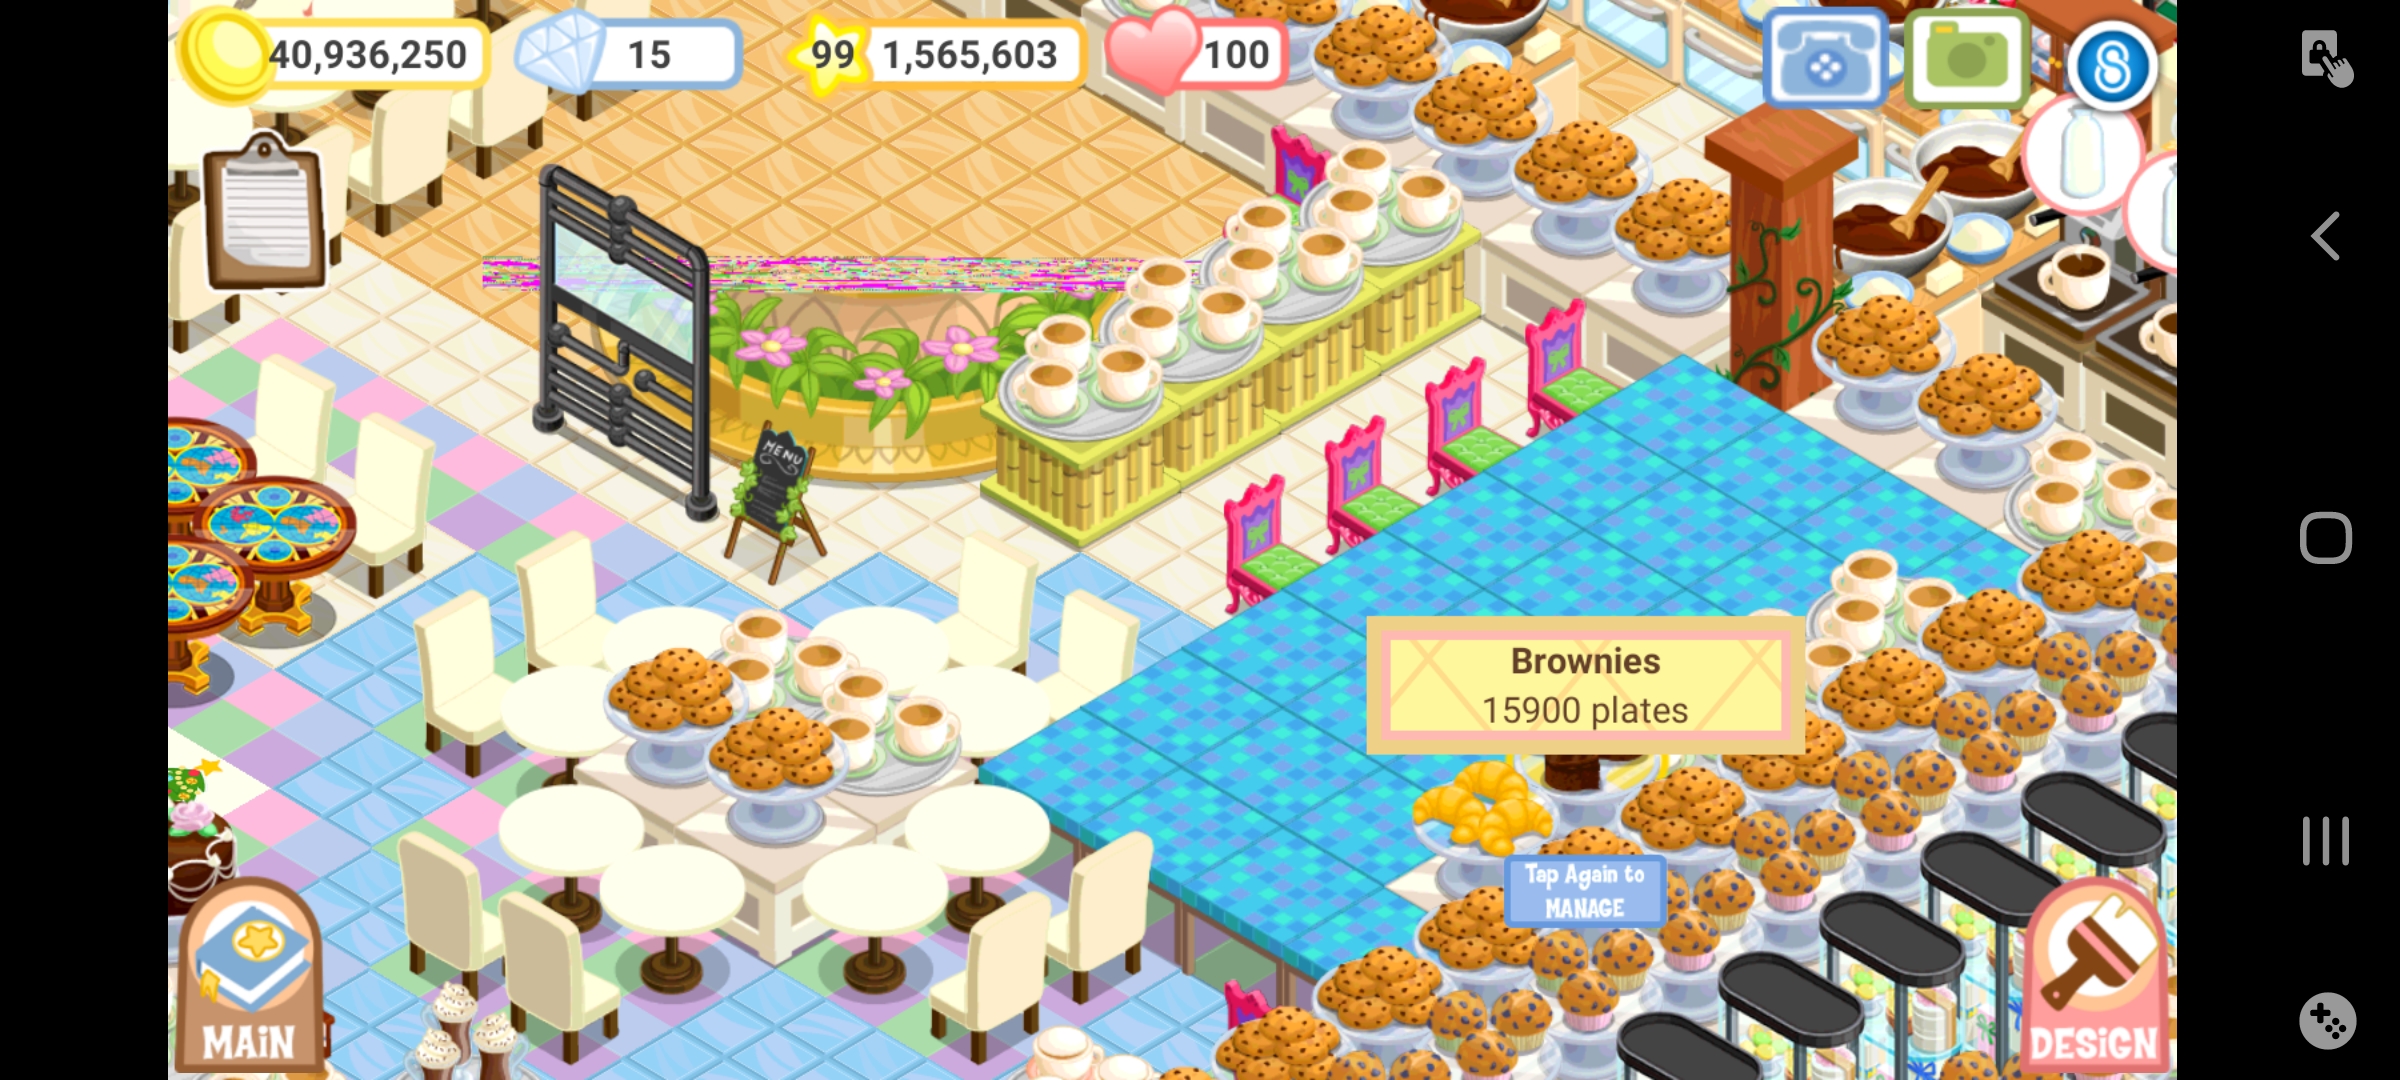 40,936,250
15
99
1,565,603
100
MENU
Brownies
15900 plates
Tap Again to
MANAGE
MAiN
DESiGN